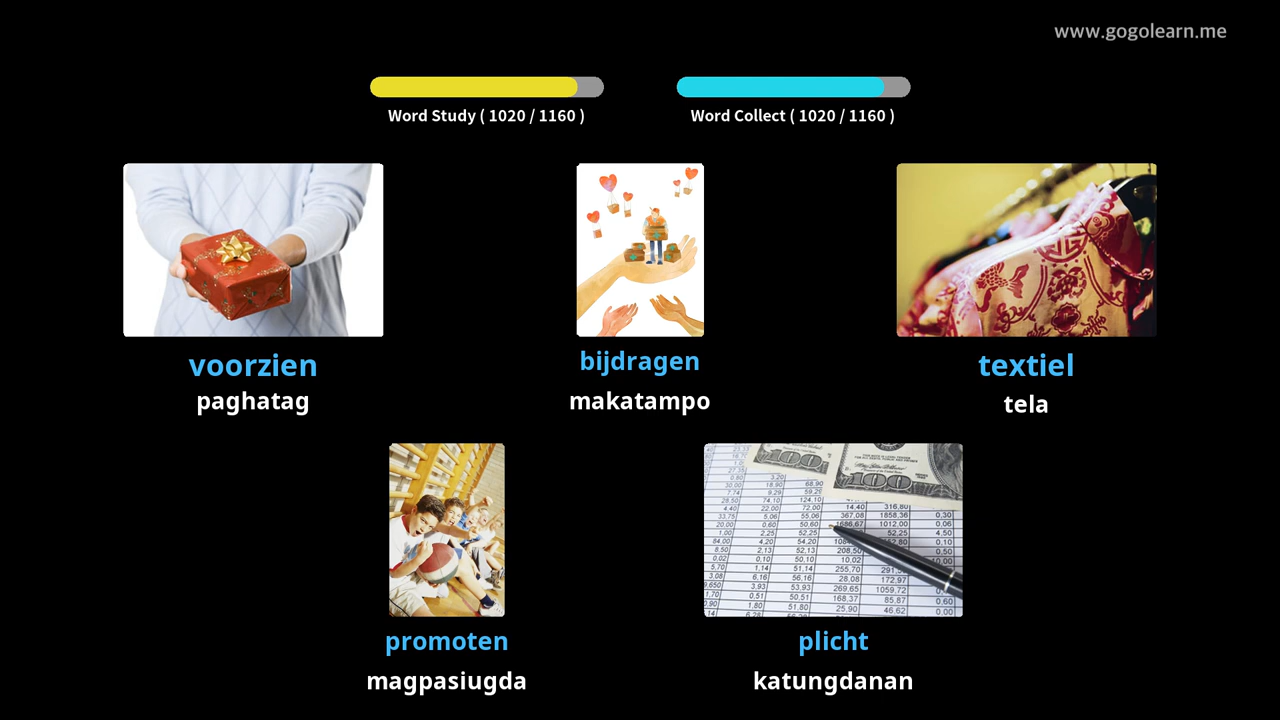 www.gogolearn.me
Word Study ( 1020 / 1160 )
Word Collect ( 1020 / 1160 )
voorzien
paghatag
bijdragen
makatampo
textiel
tela
promoten
magpasiugda
plicht
katungdanan